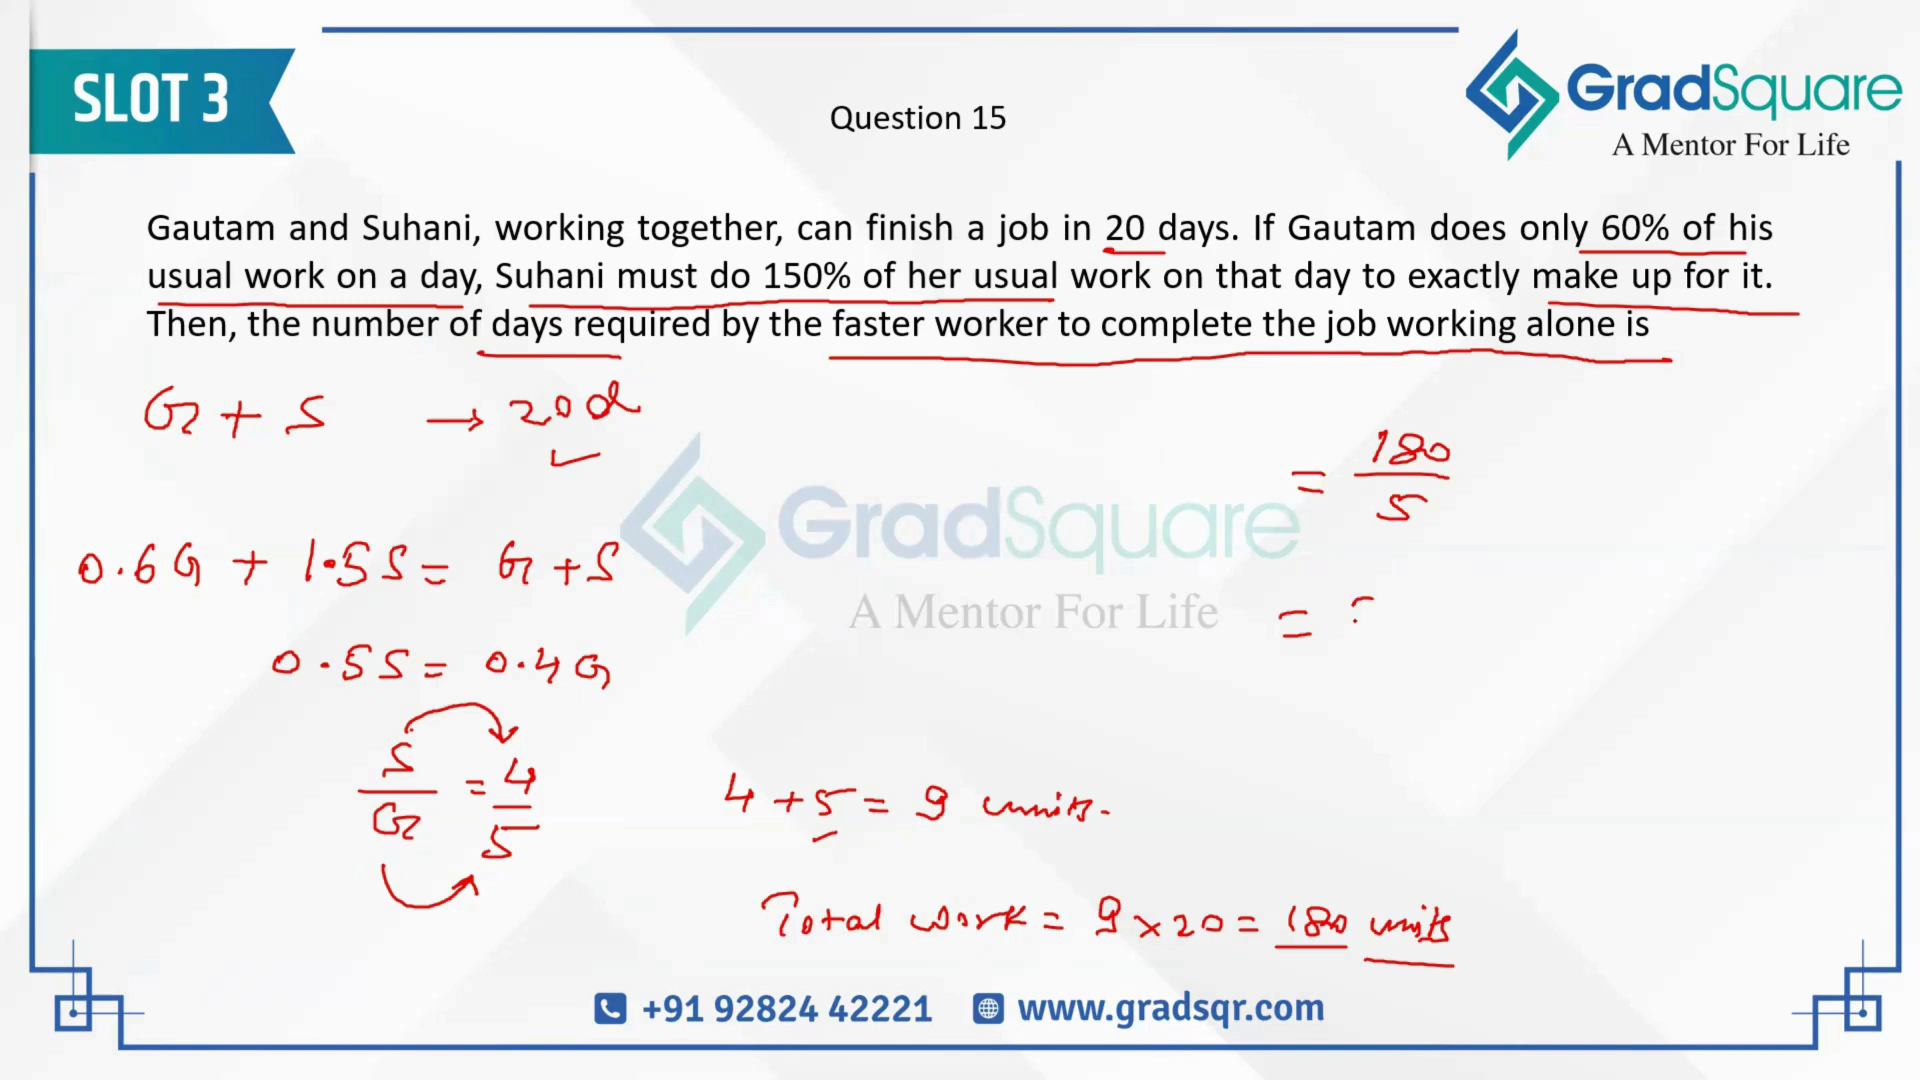 SLOT 3
Question 15
GradSquare
A Mentor For Life
Gautam and Suhani, working together, can finish a job in 20 days. If Gautam does only 60% of his
usual work on a day, Suhani must do 150% of her usual work on that day to exactly make up for it.
Then, the number of days required by the faster worker to complete the job working alone is
G + S → 20d
= 180/5
GradSquare
A Mentor For Life
0.6G + 1.5S = G + S
=
0.5S = 0.4G
S/G = 4/5
4 + 5 = 9 units.
Total work = 9 × 20 = 180 units
+91 92824 42221 www.gradsqr.com